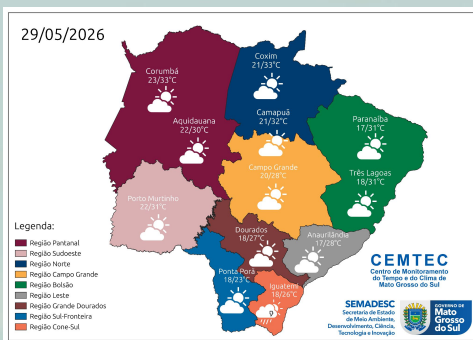 29/05/2026
Coxim
21/33°C
Corumbá
23/33°C
Camapuã
21/32°C
Aquidauana
22/30°C
Paranaíba
17/31°C
Campo Grande
20/28°C
Três Lagoas
18/31°C
Porto Murtinho
22/31°C
Dourados
18/27°C
Anaurilândia
17/28°C
Ponta Porã
18/23°C
Iguatemi
18/26°C
Legenda:
Região Pantanal
Região Sudoeste
Região Norte
Região Campo Grande
Região Bolsão
Região Leste
Região Grande Dourados
Região Sul-Fronteira
Região Cone-Sul
CEMTEC
Centro de Monitoramento
do Tempo e do Clima de
Mato Grosso do Sul
SEMADESC
Secretaria de Estado
de Meio Ambiente,
Desenvolvimento, Ciência,
Tecnologia e Inovação
GOVERNO DE
Mato
Grosso
do Sul